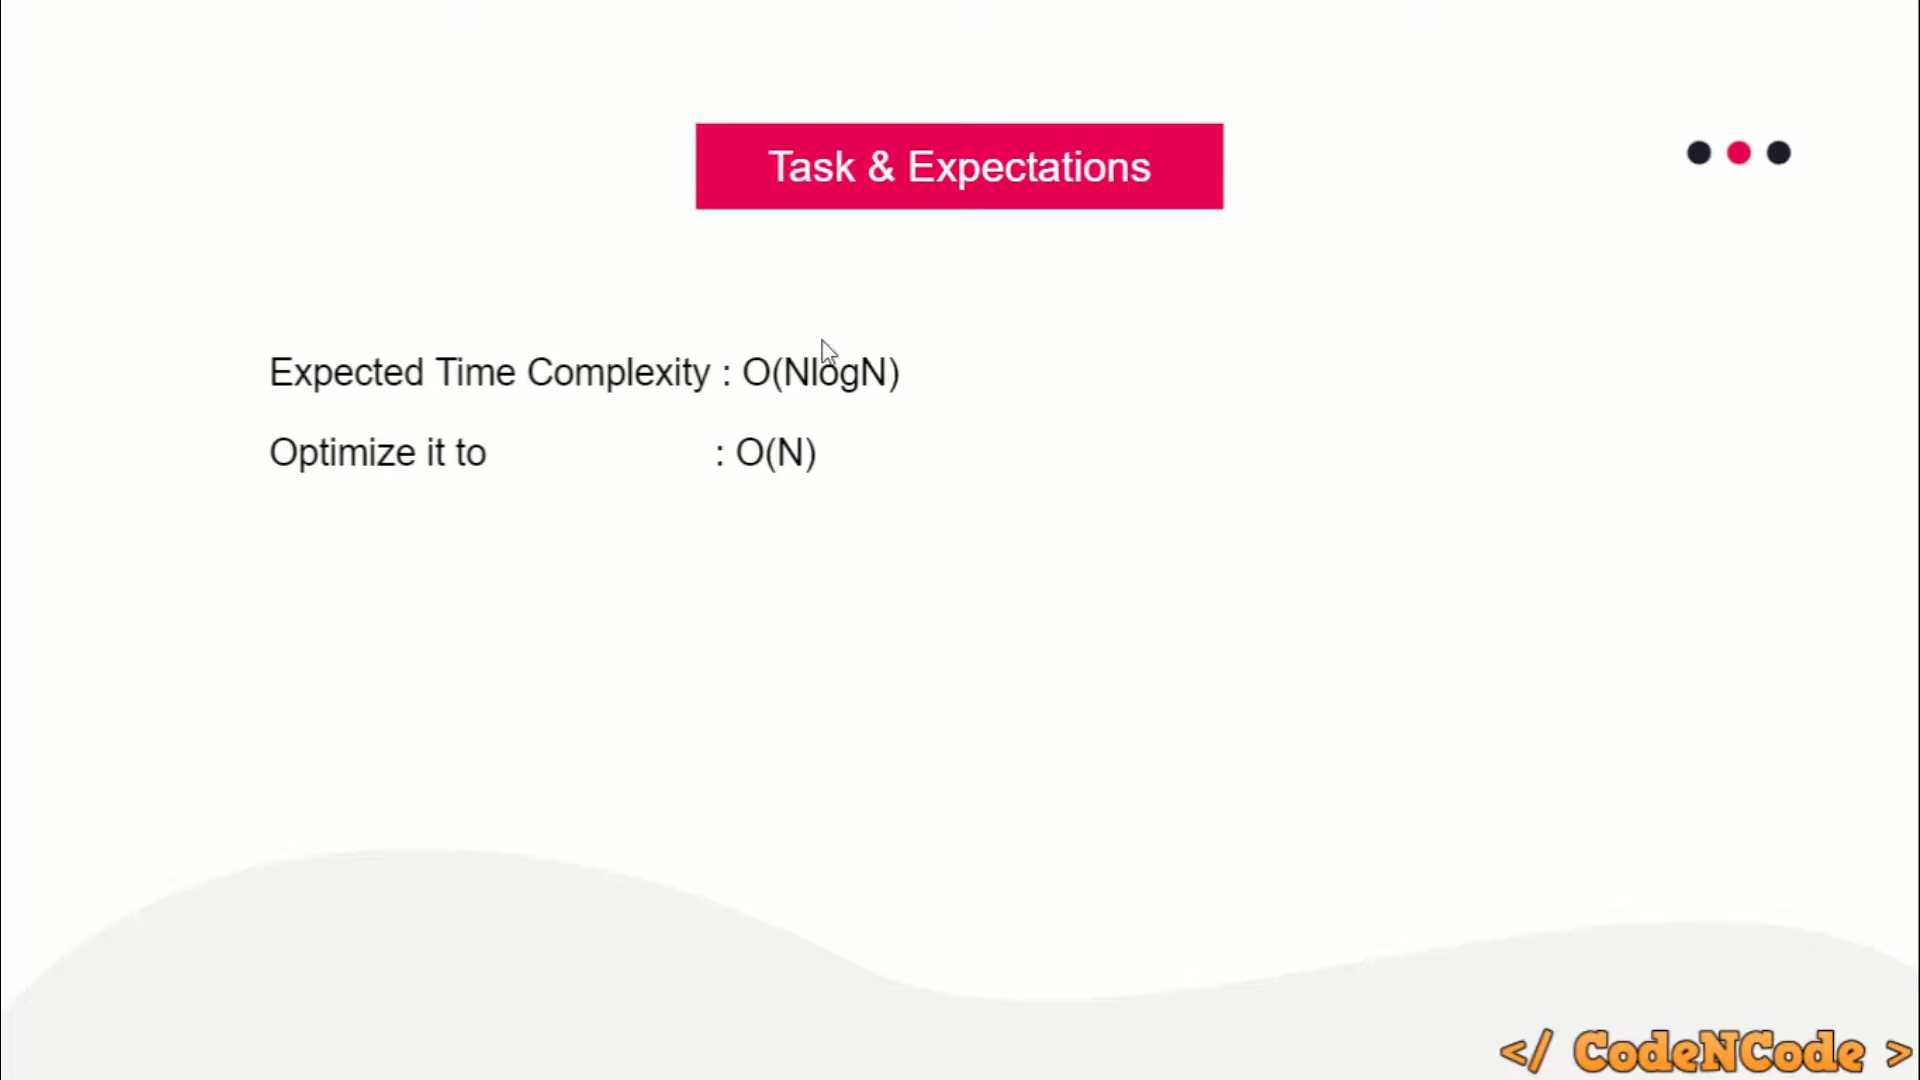 Task & Expectations
Expected Time Complexity : O(NlogN)
Optimize it to : O(N)
</ CodeNCode >